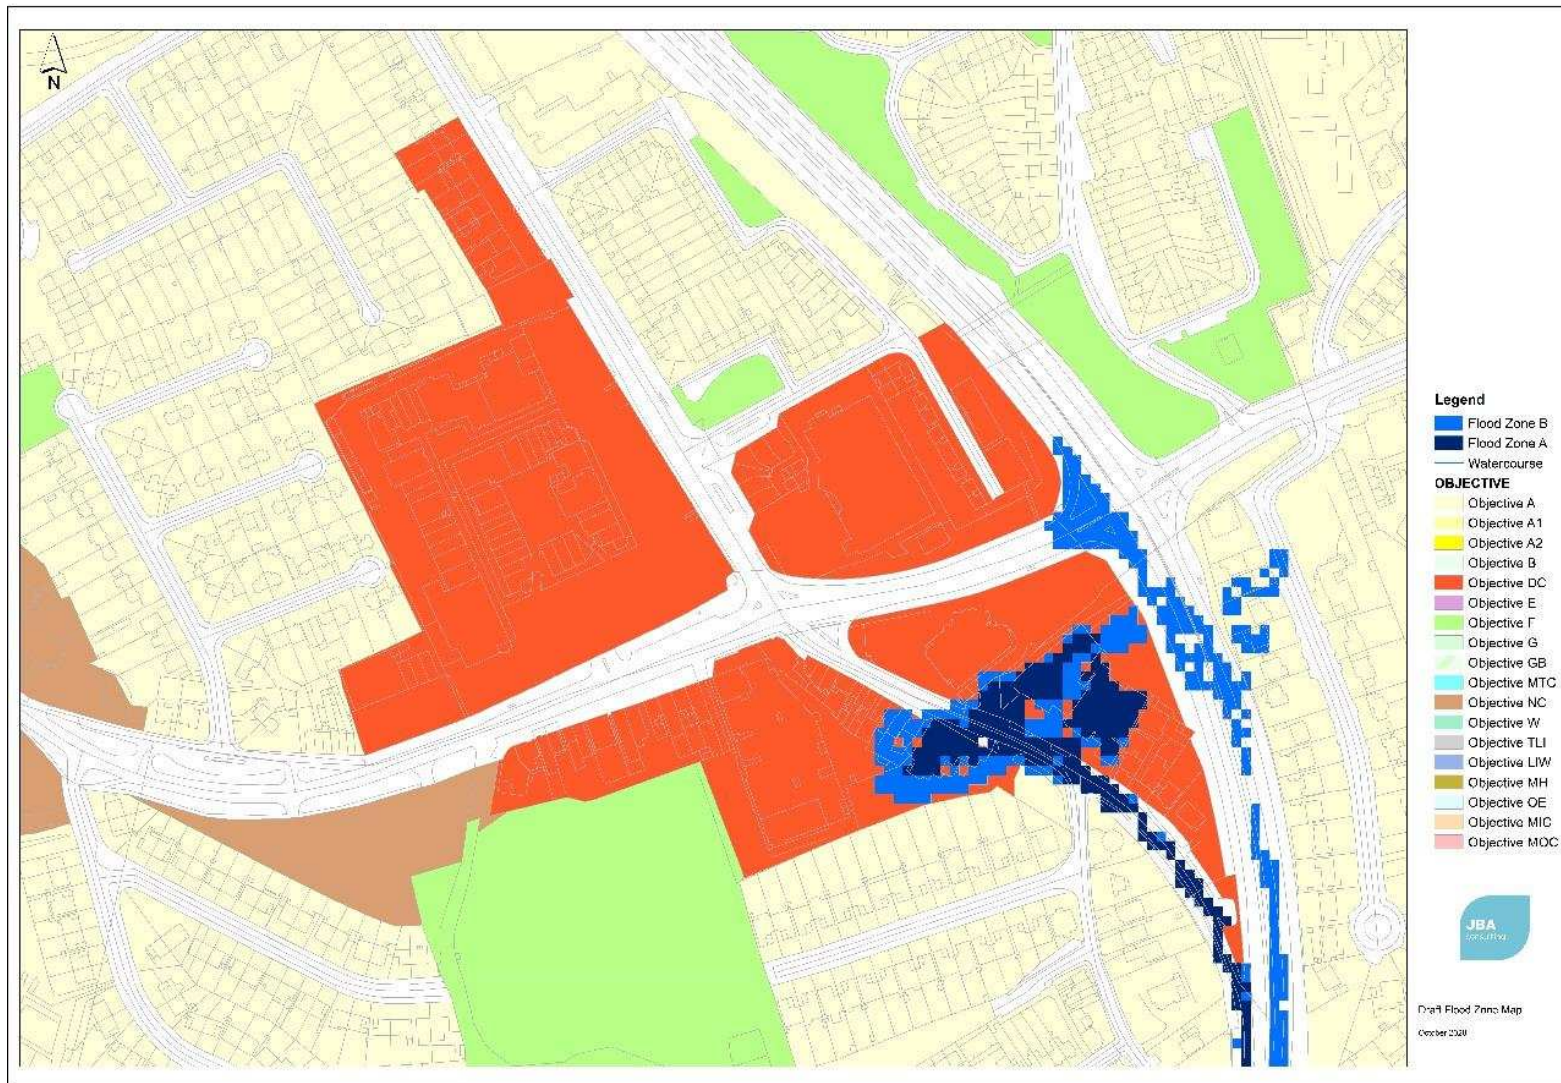 N
Legend
Flood Zone B
Flood Zone A
Watercourse
OBJECTIVE
Objective A
Objective A1
Objective A2
Objective B
Objective DC
Objective E
Objective F
Objective G
Objective GB
Objective MTC
Objective NC
Objective W
Objective TLI
Objective LIW
Objective MH
Objective OE
Objective MIC
Objective MOC
JBA
consulting
Draft Flood Zone Map
October 2020